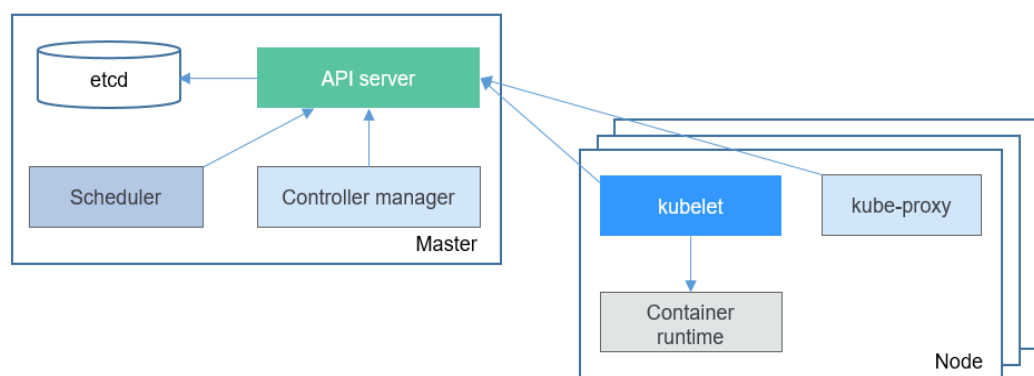 etcd
API server
Scheduler
Controller manager
Master
kubelet
kube-proxy
Container
runtime
Node